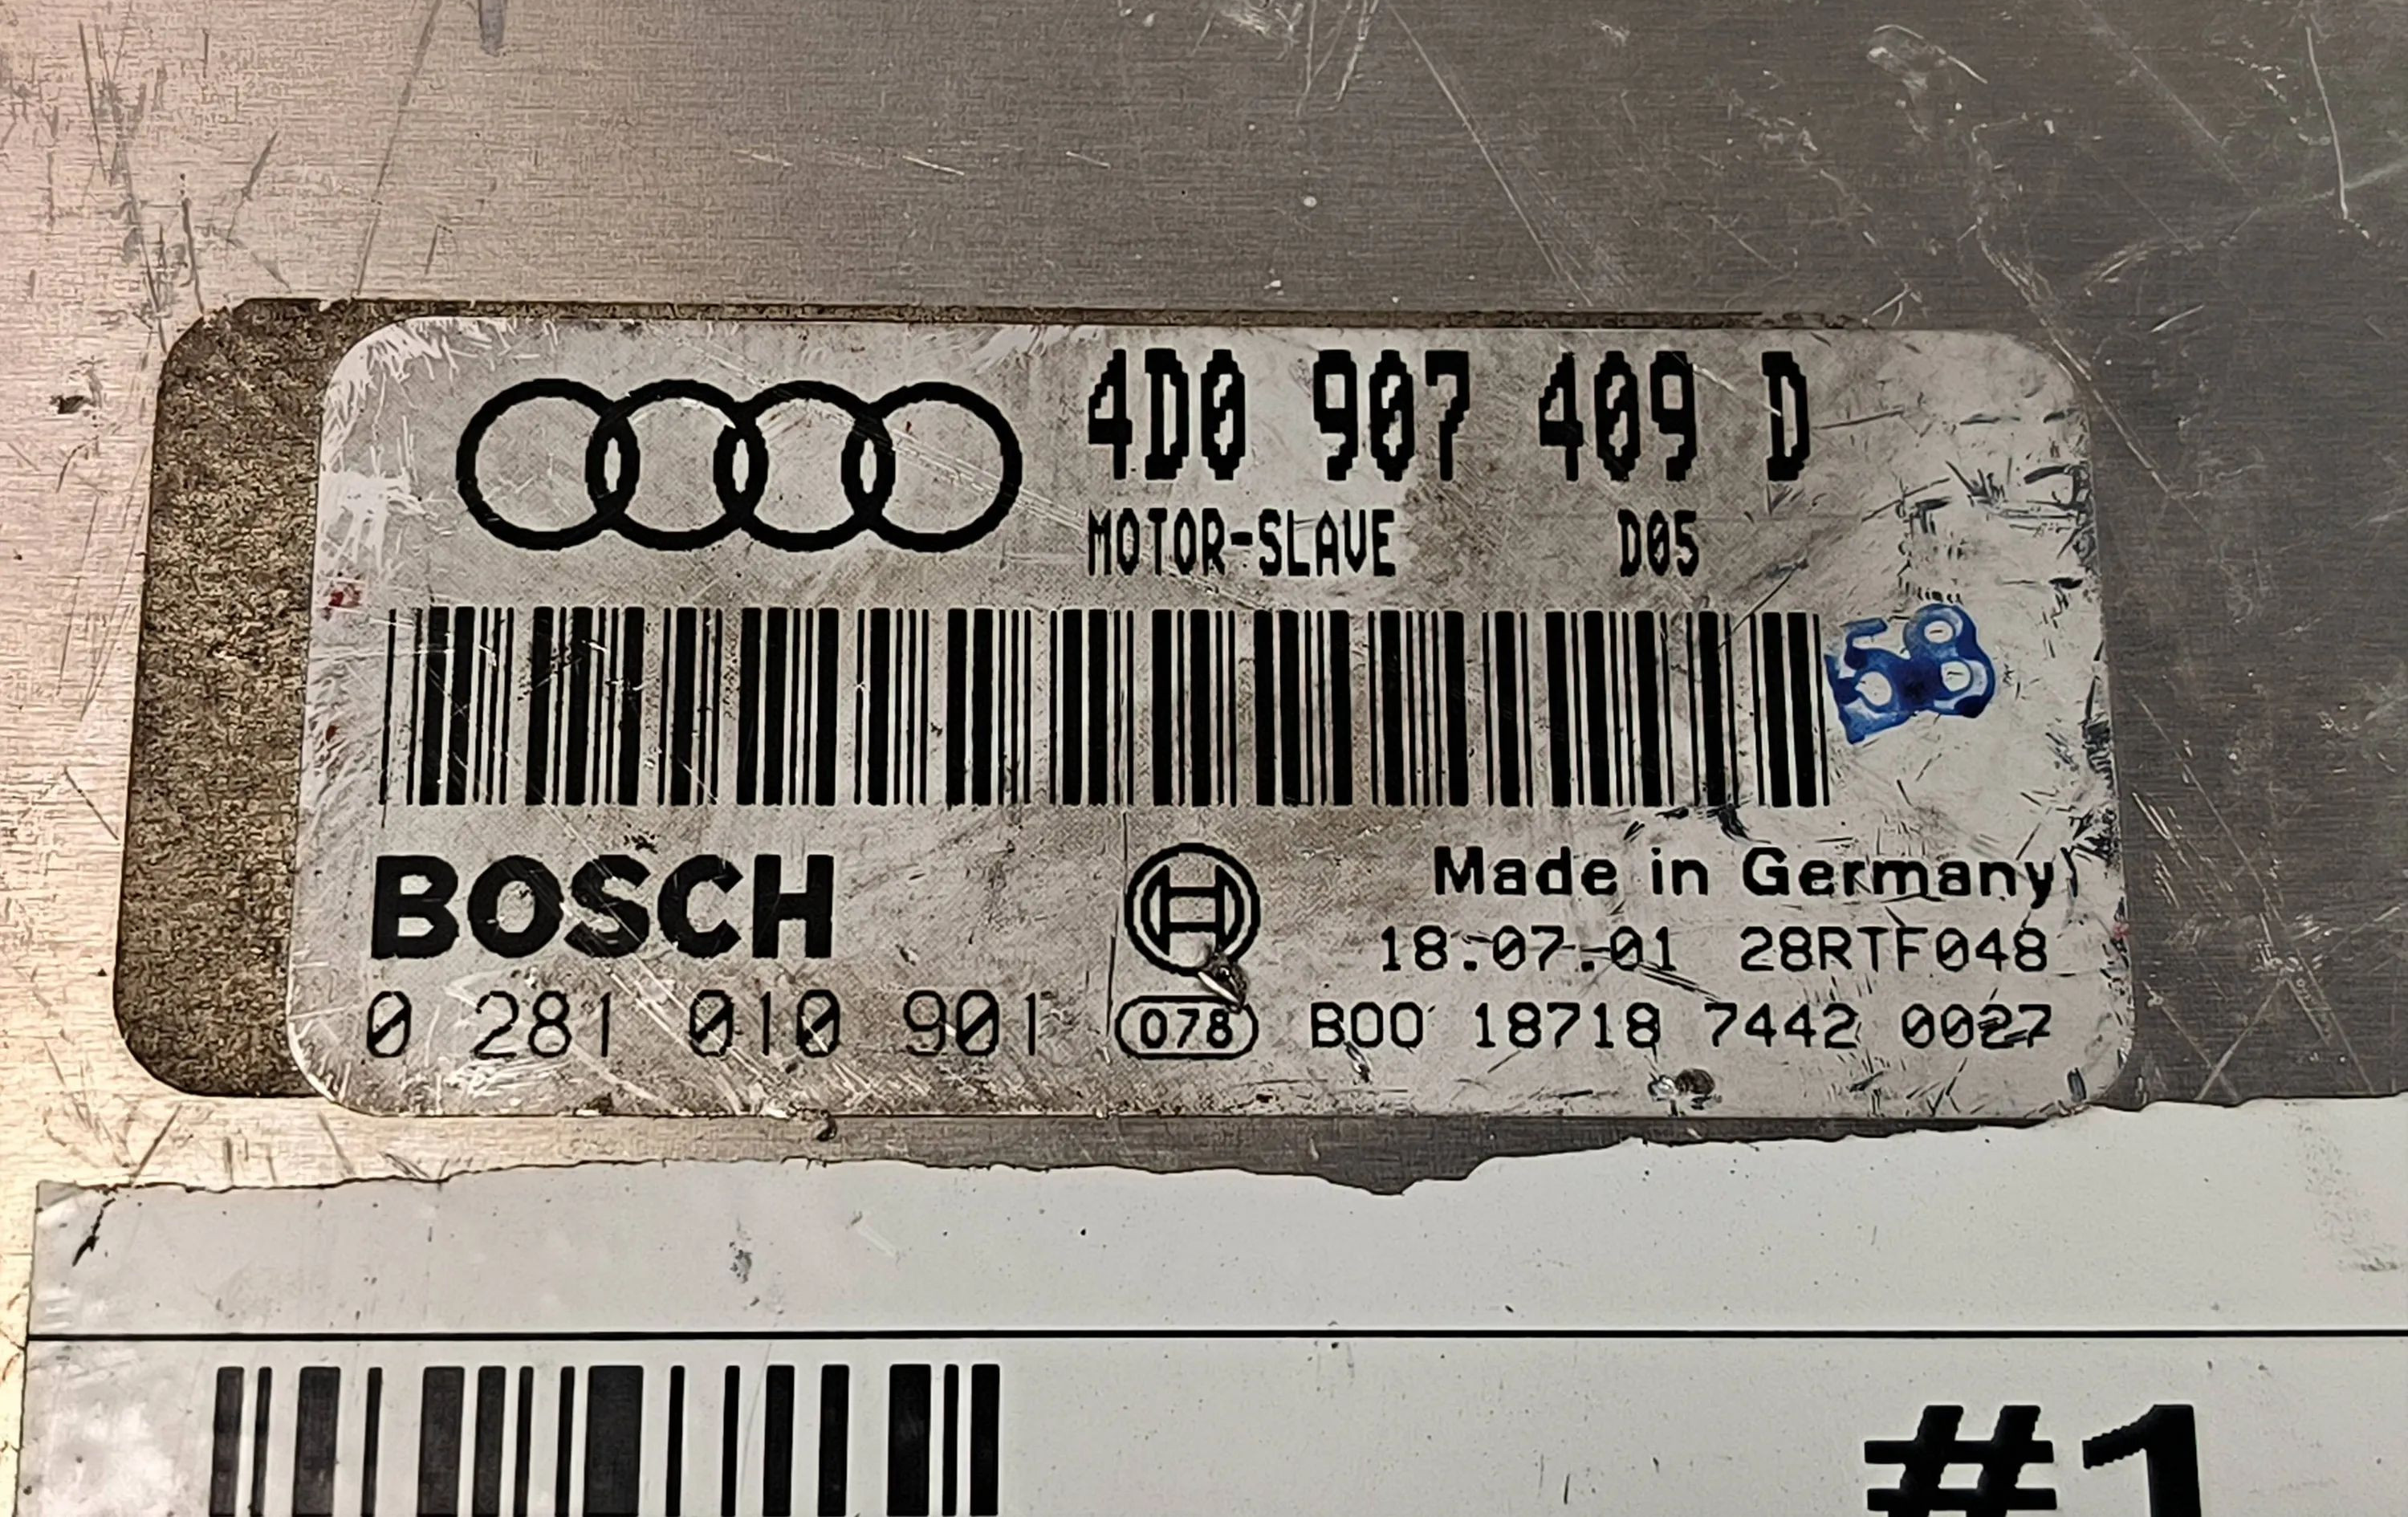 4D0 907 409 D
MOTOR-SLAVE D05
58
BOSCH
Made in Germany
18.07.01 28RTF048
0 281 010 901
078
B00 18718 7442 0027
#1